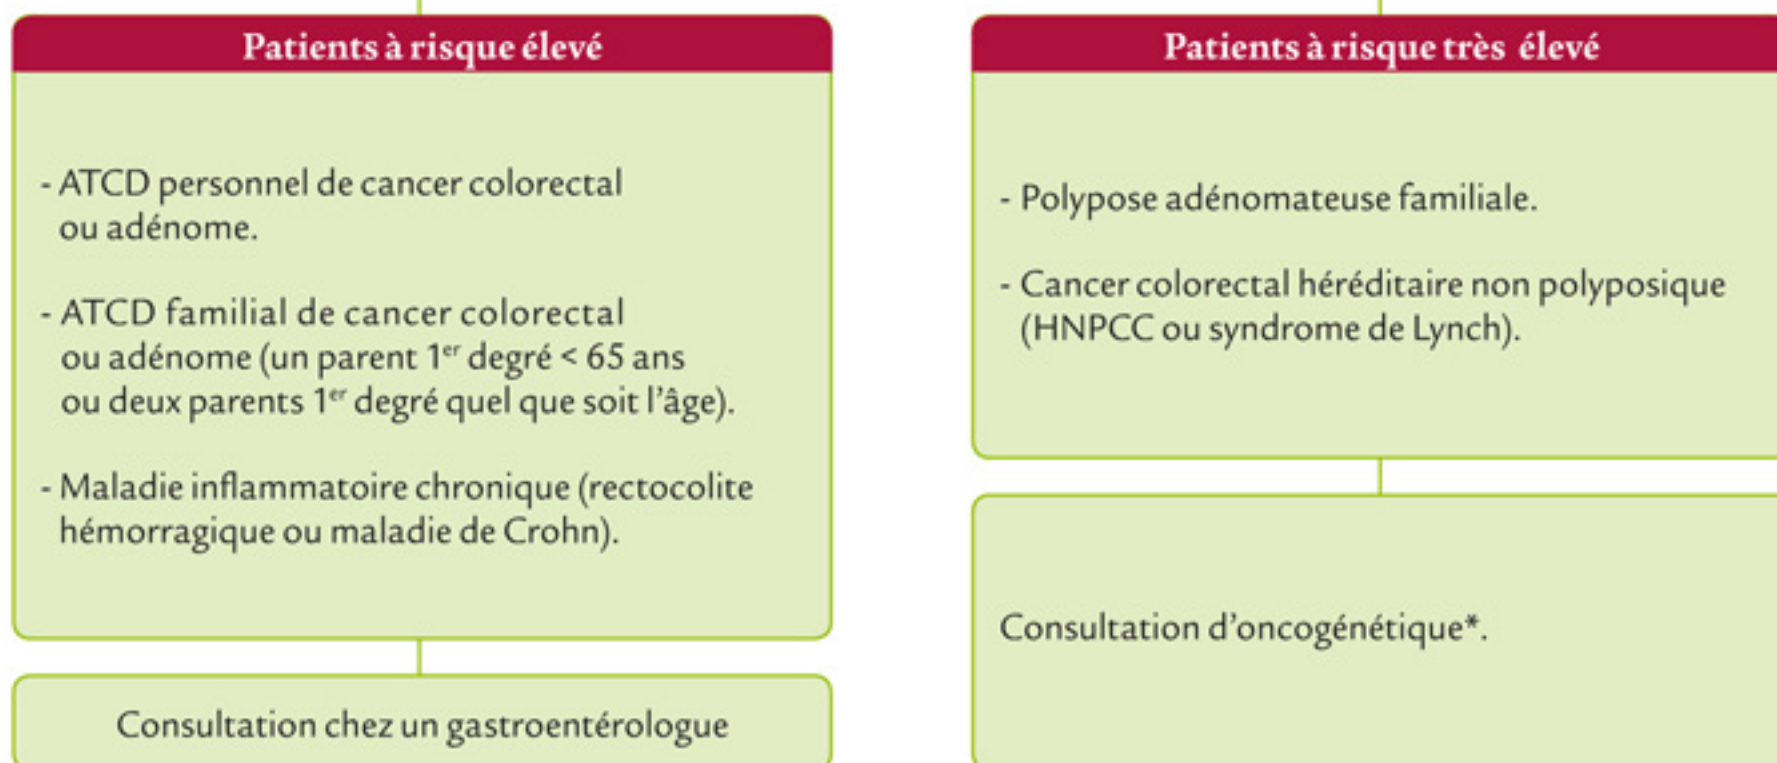 Patients à risque élevé
- ATCD personnel de cancer colorectal
ou adénome.
- ATCD familial de cancer colorectal
ou adénome (un parent 1er degré < 65 ans
ou deux parents 1er degré quel que soit l’âge).
- Maladie inflammatoire chronique (rectocolite
hémorragique ou maladie de Crohn).
Consultation chez un gastroentérologue
Patients à risque très élevé
- Polypose adénomateuse familiale.
- Cancer colorectal héréditaire non polyposique
(HNPCC ou syndrome de Lynch).
Consultation d’oncogénétique*.